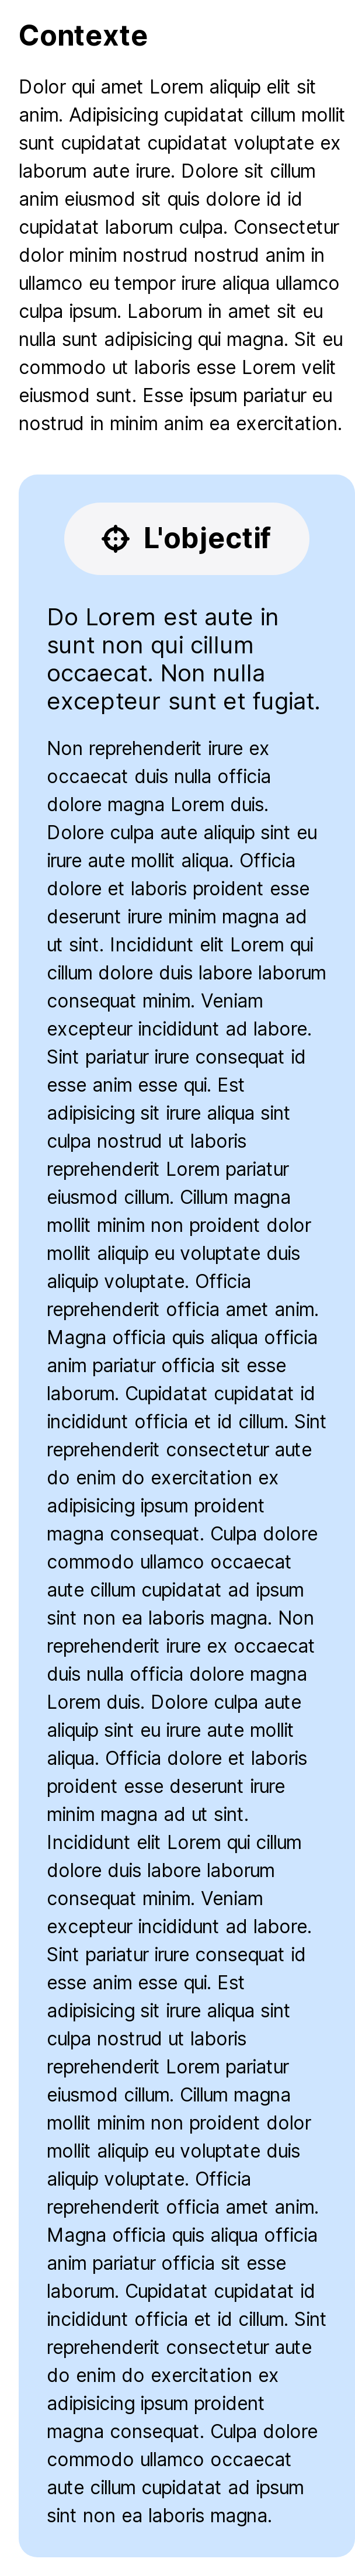 Contexte
Dolor qui amet Lorem aliquip elit sit
anim. Adipisicing cupidatat cillum mollit
sunt cupidatat cupidatat voluptate ex
laborum aute irure. Dolore sit cillum
anim eiusmod sit quis dolore id id
cupidatat laborum culpa. Consectetur
dolor minim nostrud nostrud anim in
ullamco eu tempor irure aliqua ullamco
culpa ipsum. Laborum in amet sit eu
nulla sunt adipisicing qui magna. Sit eu
commodo ut laboris esse Lorem velit
eiusmod sunt. Esse ipsum pariatur eu
nostrud in minim anim ea exercitation.
L'objectif
Do Lorem est aute in
sunt non qui cillum
occaecat. Non nulla
excepteur sunt et fugiat.
Non reprehenderit irure ex
occaecat duis nulla officia
dolore magna Lorem duis.
Dolore culpa aute aliquip sint eu
irure aute mollit aliqua. Officia
dolore et laboris proident esse
deserunt irure minim magna ad
ut sint. Incididunt elit Lorem qui
cillum dolore duis labore laborum
consequat minim. Veniam
excepteur incididunt ad labore.
Sint pariatur irure consequat id
esse anim esse qui. Est
adipisicing sit irure aliqua sint
culpa nostrud ut laboris
reprehenderit Lorem pariatur
eiusmod cillum. Cillum magna
mollit minim non proident dolor
mollit aliquip eu voluptate duis
aliquip voluptate. Officia
reprehenderit officia amet anim.
Magna officia quis aliqua officia
anim pariatur officia sit esse
laborum. Cupidatat cupidatat id
incididunt officia et id cillum. Sint
reprehenderit consectetur aute
do enim do exercitation ex
adipisicing ipsum proident
magna consequat. Culpa dolore
commodo ullamco occaecat
aute cillum cupidatat ad ipsum
sint non ea laboris magna. Non
reprehenderit irure ex occaecat
duis nulla officia dolore magna
Lorem duis. Dolore culpa aute
aliquip sint eu irure aute mollit
aliqua. Officia dolore et laboris
proident esse deserunt irure
minim magna ad ut sint.
Incididunt elit Lorem qui cillum
dolore duis labore laborum
consequat minim. Veniam
excepteur incididunt ad labore.
Sint pariatur irure consequat id
esse anim esse qui. Est
adipisicing sit irure aliqua sint
culpa nostrud ut laboris
reprehenderit Lorem pariatur
eiusmod cillum. Cillum magna
mollit minim non proident dolor
mollit aliquip eu voluptate duis
aliquip voluptate. Officia
reprehenderit officia amet anim.
Magna officia quis aliqua officia
anim pariatur officia sit esse
laborum. Cupidatat cupidatat id
incididunt officia et id cillum. Sint
reprehenderit consectetur aute
do enim do exercitation ex
adipisicing ipsum proident
magna consequat. Culpa dolore
commodo ullamco occaecat
aute cillum cupidatat ad ipsum
sint non ea laboris magna.